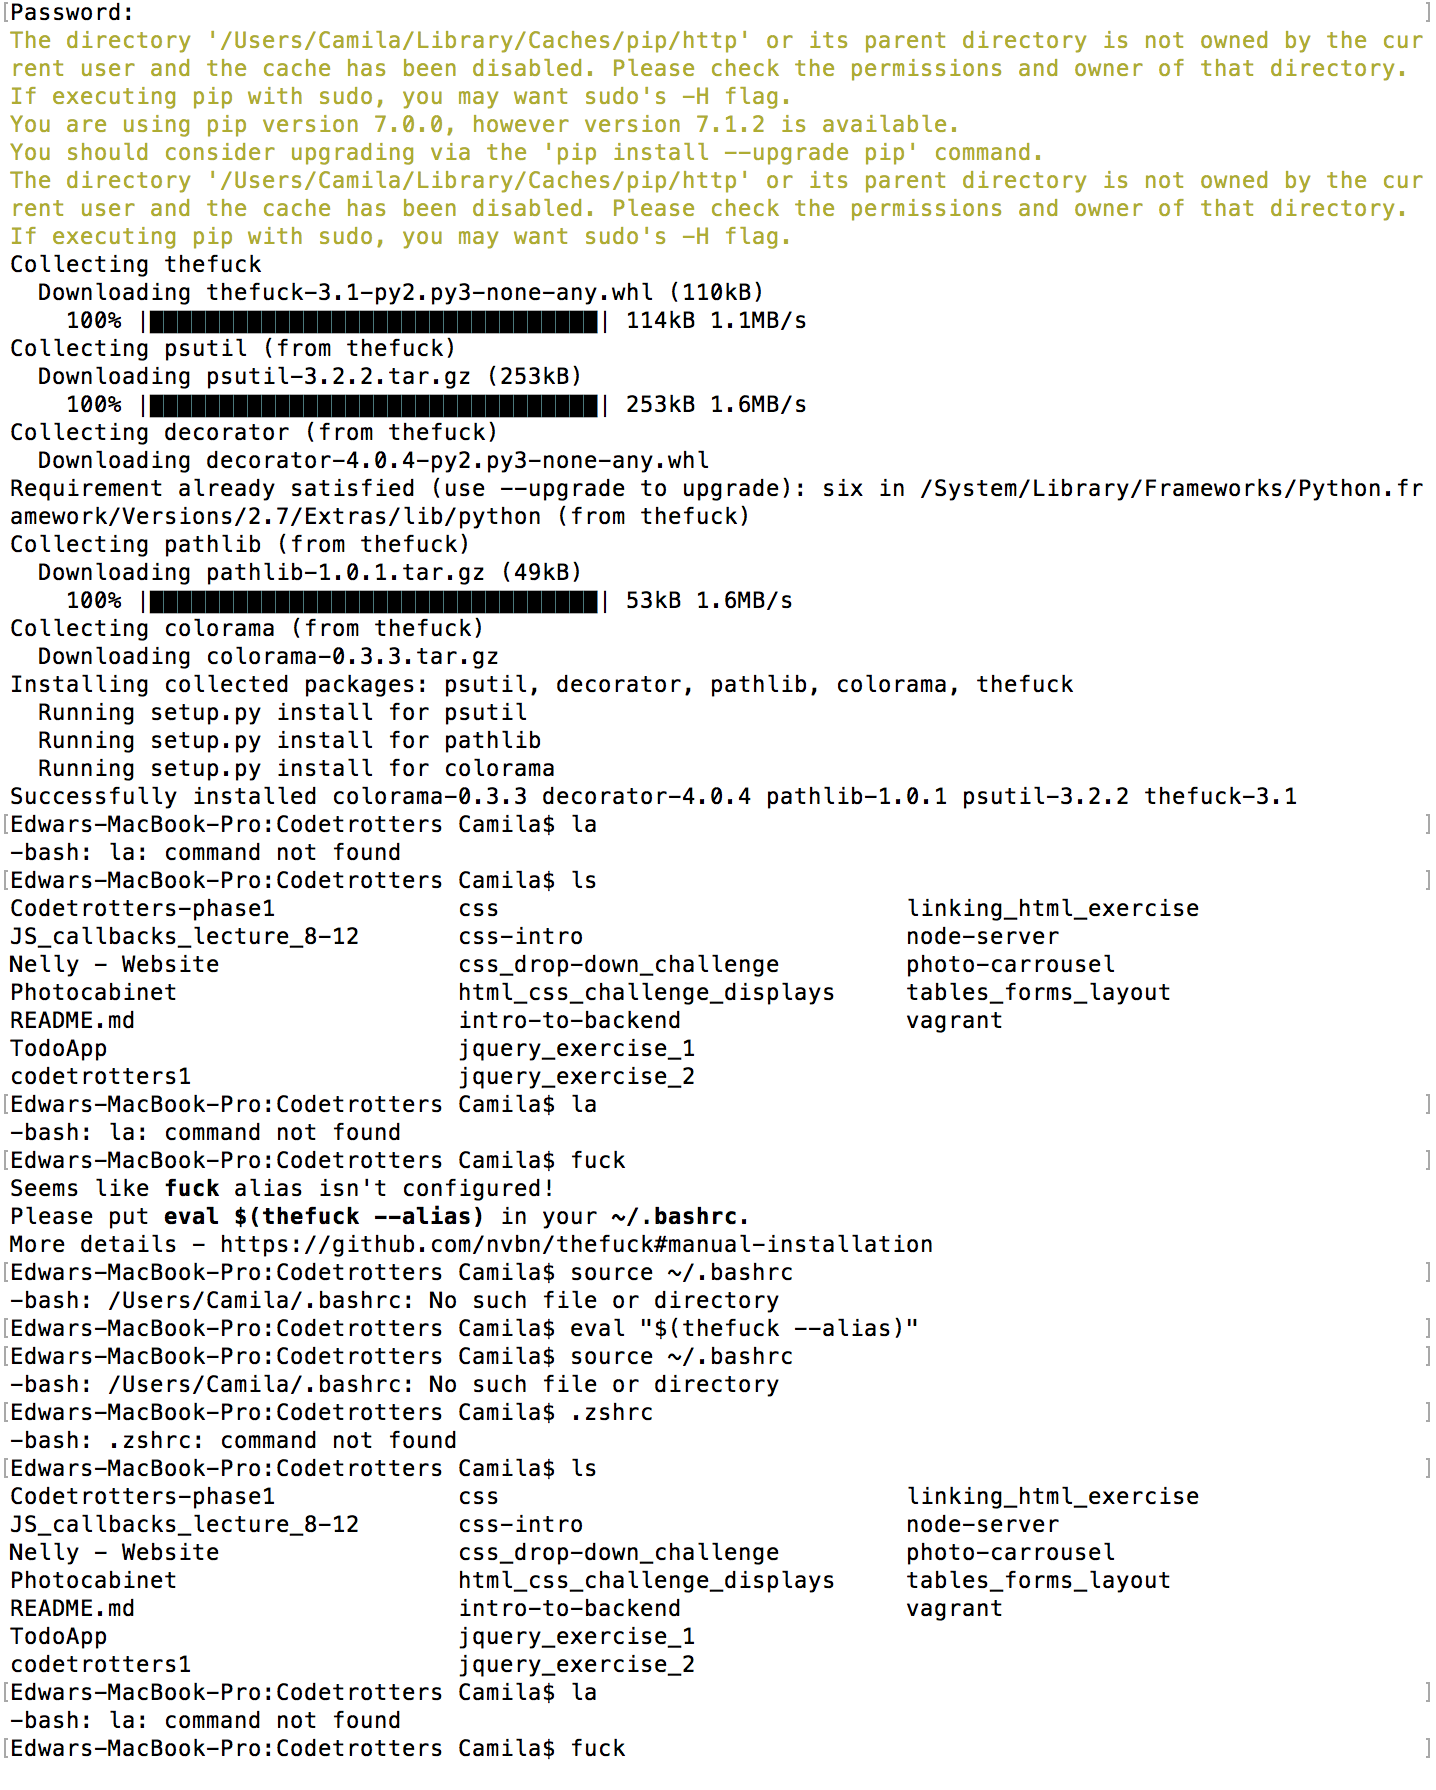 [Password: ]
The directory '/Users/Camila/Library/Caches/pip/http' or its parent directory is not owned by the cur
rent user and the cache has been disabled. Please check the permissions and owner of that directory.
If executing pip with sudo, you may want sudo's -H flag.
You are using pip version 7.0.0, however version 7.1.2 is available.
You should consider upgrading via the 'pip install --upgrade pip' command.
The directory '/Users/Camila/Library/Caches/pip/http' or its parent directory is not owned by the cur
rent user and the cache has been disabled. Please check the permissions and owner of that directory.
If executing pip with sudo, you may want sudo's -H flag.
Collecting thefuck
  Downloading thefuck-3.1-py2.py3-none-any.whl (110kB)
    100% |████████████████████████████████| 114kB 1.1MB/s
Collecting psutil (from thefuck)
  Downloading psutil-3.2.2.tar.gz (253kB)
    100% |████████████████████████████████| 253kB 1.6MB/s
Collecting decorator (from thefuck)
  Downloading decorator-4.0.4-py2.py3-none-any.whl
Requirement already satisfied (use --upgrade to upgrade): six in /System/Library/Frameworks/Python.fr
amework/Versions/2.7/Extras/lib/python (from thefuck)
Collecting pathlib (from thefuck)
  Downloading pathlib-1.0.1.tar.gz (49kB)
    100% |████████████████████████████████| 53kB 1.6MB/s
Collecting colorama (from thefuck)
  Downloading colorama-0.3.3.tar.gz
Installing collected packages: psutil, decorator, pathlib, colorama, thefuck
  Running setup.py install for psutil
  Running setup.py install for pathlib
  Running setup.py install for colorama
Successfully installed colorama-0.3.3 decorator-4.0.4 pathlib-1.0.1 psutil-3.2.2 thefuck-3.1
[Edwars-MacBook-Pro:Codetrotters Camila$ la ]
-bash: la: command not found
[Edwars-MacBook-Pro:Codetrotters Camila$ ls ]
Codetrotters-phase1 css linking_html_exercise
JS_callbacks_lecture_8-12 css-intro node-server
Nelly - Website css_drop-down_challenge photo-carrousel
Photocabinet html_css_challenge_displays tables_forms_layout
README.md intro-to-backend vagrant
TodoApp jquery_exercise_1
codetrotters1 jquery_exercise_2
[Edwars-MacBook-Pro:Codetrotters Camila$ la ]
-bash: la: command not found
[Edwars-MacBook-Pro:Codetrotters Camila$ fuck ]
Seems like fuck alias isn't configured!
Please put eval $(thefuck --alias) in your ~/.bashrc.
More details - https://github.com/nvbn/thefuck#manual-installation
[Edwars-MacBook-Pro:Codetrotters Camila$ source ~/.bashrc ]
-bash: /Users/Camila/.bashrc: No such file or directory
[Edwars-MacBook-Pro:Codetrotters Camila$ eval "$(thefuck --alias)" ]
[Edwars-MacBook-Pro:Codetrotters Camila$ source ~/.bashrc ]
-bash: /Users/Camila/.bashrc: No such file or directory
[Edwars-MacBook-Pro:Codetrotters Camila$ .zshrc ]
-bash: .zshrc: command not found
[Edwars-MacBook-Pro:Codetrotters Camila$ ls ]
Codetrotters-phase1 css linking_html_exercise
JS_callbacks_lecture_8-12 css-intro node-server
Nelly - Website css_drop-down_challenge photo-carrousel
Photocabinet html_css_challenge_displays tables_forms_layout
README.md intro-to-backend vagrant
TodoApp jquery_exercise_1
codetrotters1 jquery_exercise_2
[Edwars-MacBook-Pro:Codetrotters Camila$ la ]
-bash: la: command not found
[Edwars-MacBook-Pro:Codetrotters Camila$ fuck ]